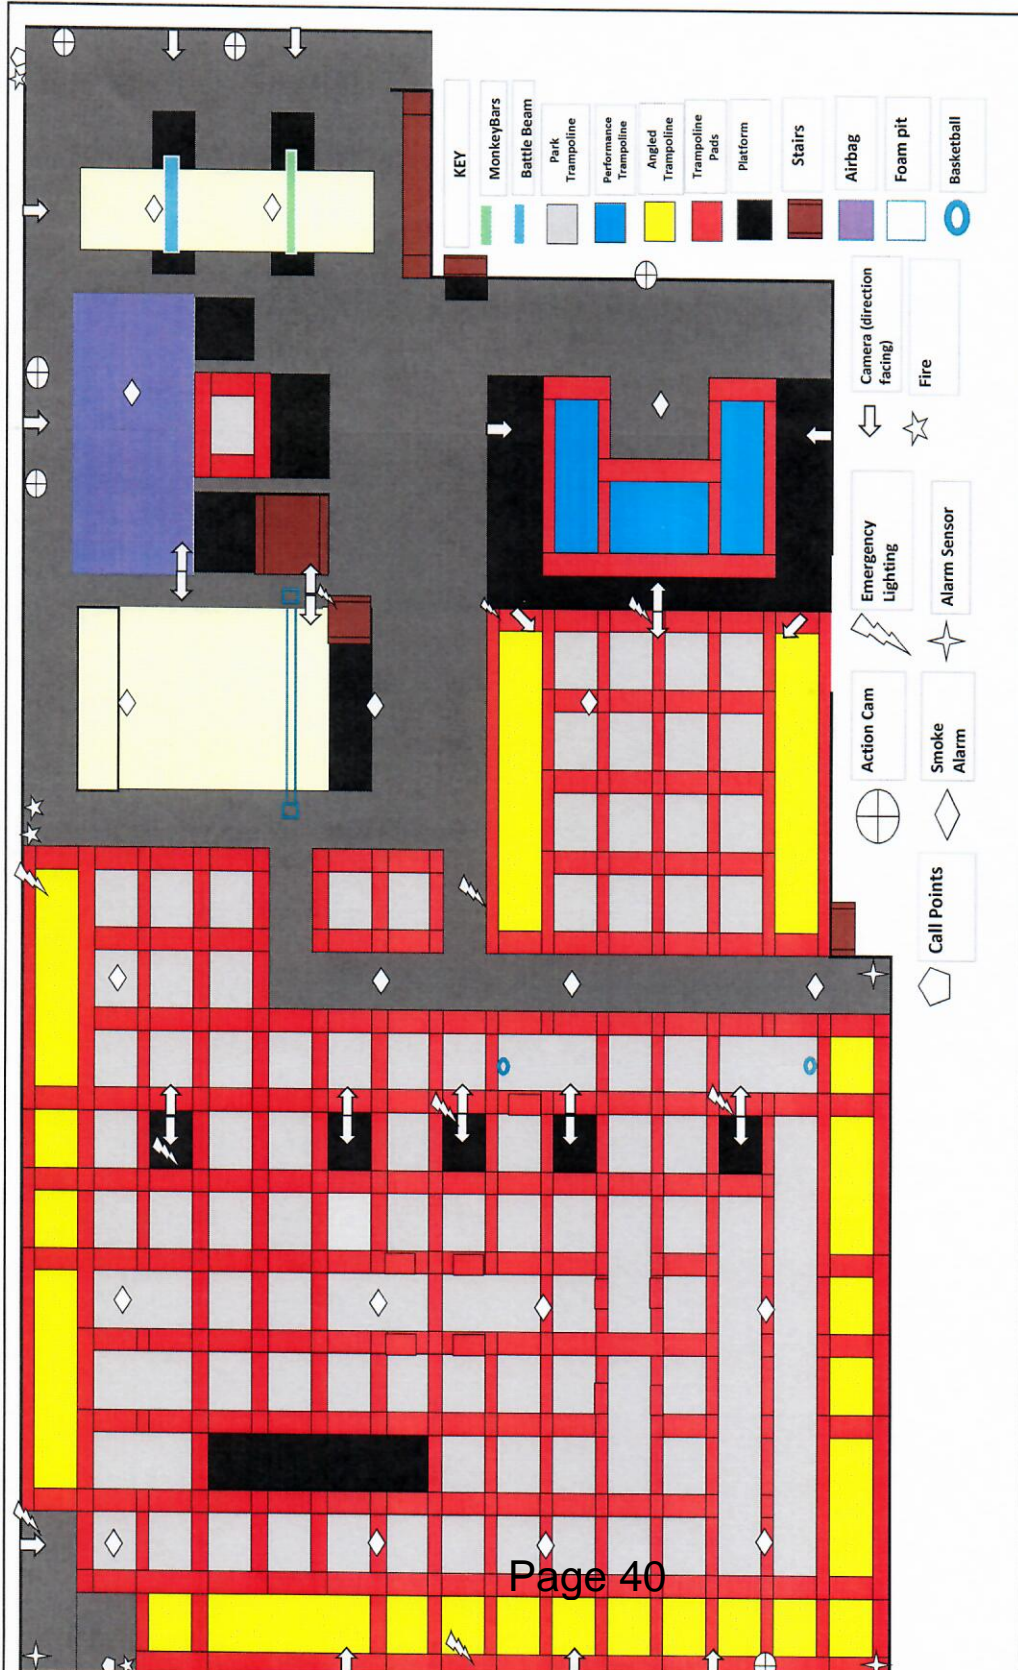 KEY
MonkeyBars
Battle Beam
Park
Trampoline
Performance
Trampoline
Angled
Trampoline
Trampoline
Pads
Platform
Stairs
Airbag
Foam pit
Basketball
Camera (direction
facing)
Fire
Emergency
Lighting
Alarm Sensor
Action Cam
Smoke
Alarm
Call Points
Page 40